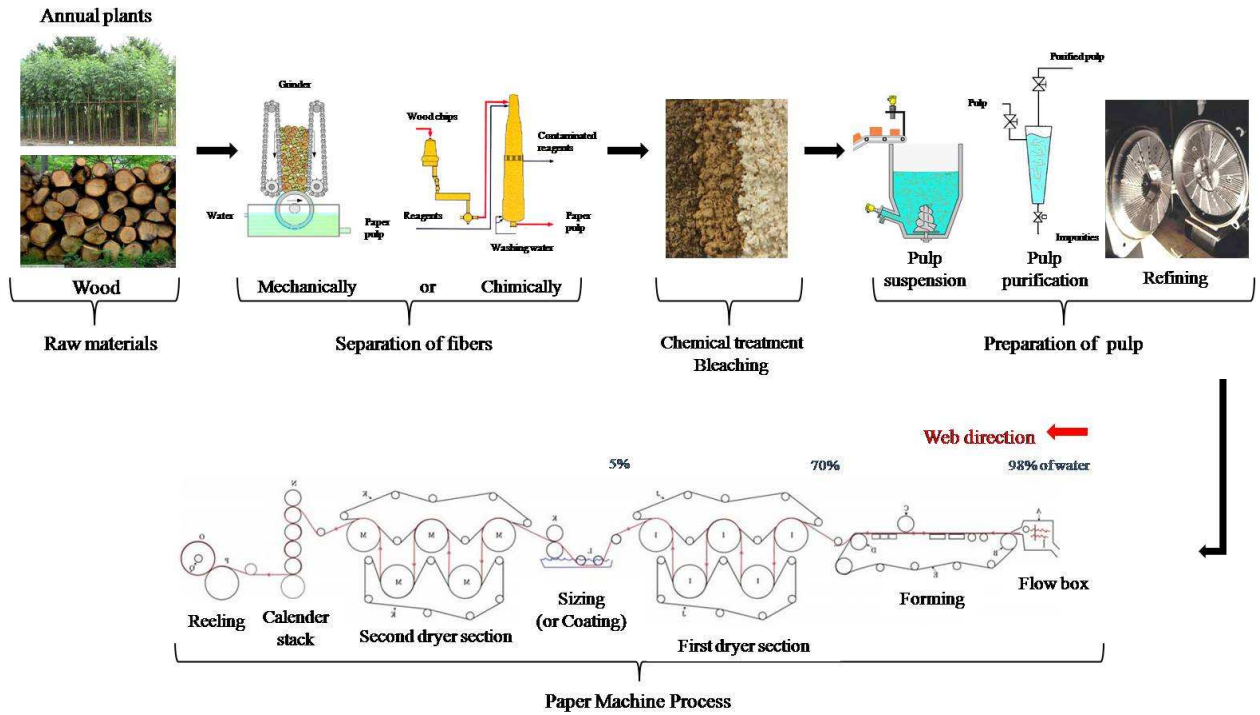 Annual plants
Wood
Raw materials
Grinder
Water
Paper
pulp
Wood chips
Reagents
Contaminated
reagents
Paper
pulp
Washing water
Mechanically
or
Chimically
Separation of fibers
Chemical treatment
Bleaching
Purified pulp
Pulp
Impurities
Pulp
suspension
Pulp
purification
Refining
Preparation of pulp
Web direction
5%
70%
98% of water
N
K
J
C
A
K
O
P
M
M
M
L
I
I
I
D
B
O
M
M
I
I
E
K
J
Reeling
Calender
stack
Second dryer section
Sizing
(or Coating)
First dryer section
Forming
Flow box
Paper Machine Process